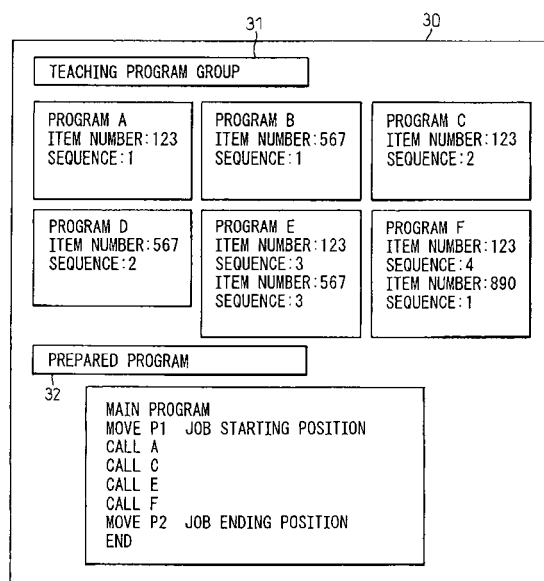 31
30
TEACHING PROGRAM GROUP
PROGRAM A
ITEM NUMBER:123
SEQUENCE:1
PROGRAM B
ITEM NUMBER:567
SEQUENCE:1
PROGRAM C
ITEM NUMBER:123
SEQUENCE:2
PROGRAM D
ITEM NUMBER:567
SEQUENCE:2
PROGRAM E
ITEM NUMBER:123
SEQUENCE:3
ITEM NUMBER:567
SEQUENCE:3
PROGRAM F
ITEM NUMBER:123
SEQUENCE:4
ITEM NUMBER:890
SEQUENCE:1
PREPARED PROGRAM
32
MAIN PROGRAM
MOVE P1 JOB STARTING POSITION
CALL A
CALL C
CALL E
CALL F
MOVE P2 JOB ENDING POSITION
END